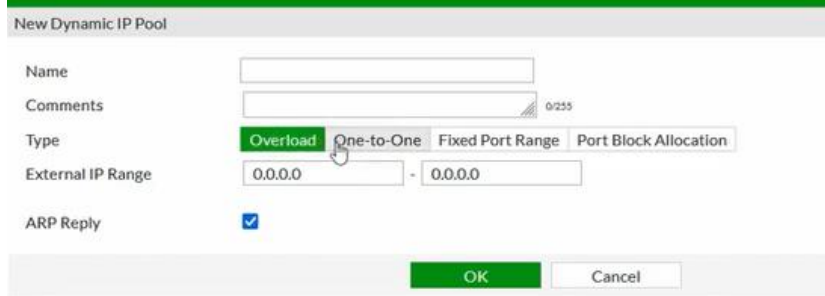 New Dynamic IP Pool
Name
Comments 0/255
Type Overload One-to-One Fixed Port Range Port Block Allocation
External IP Range 0.0.0.0 - 0.0.0.0
ARP Reply
OK Cancel